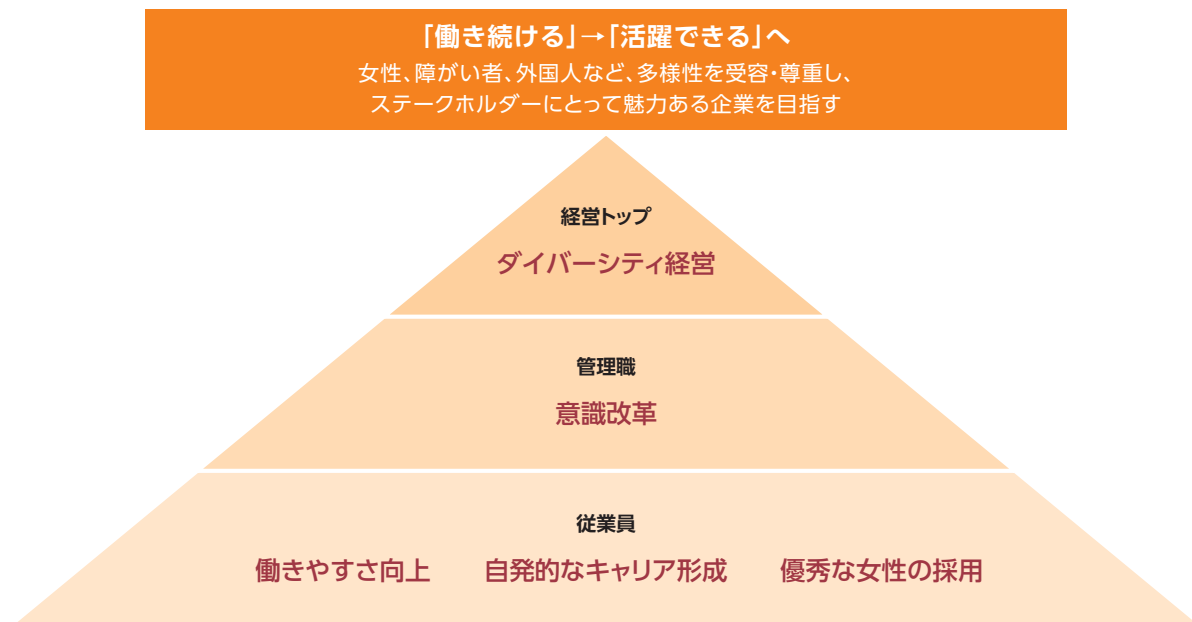 「働き続ける」→「活躍できる」へ
女性、障がい者、外国人など、多様性を受容・尊重し、
ステークホルダーにとって魅力ある企業を目指す
経営トップ
ダイバーシティ経営
管理職
意識改革
従業員
働きやすさ向上 自発的なキャリア形成 優秀な女性の採用